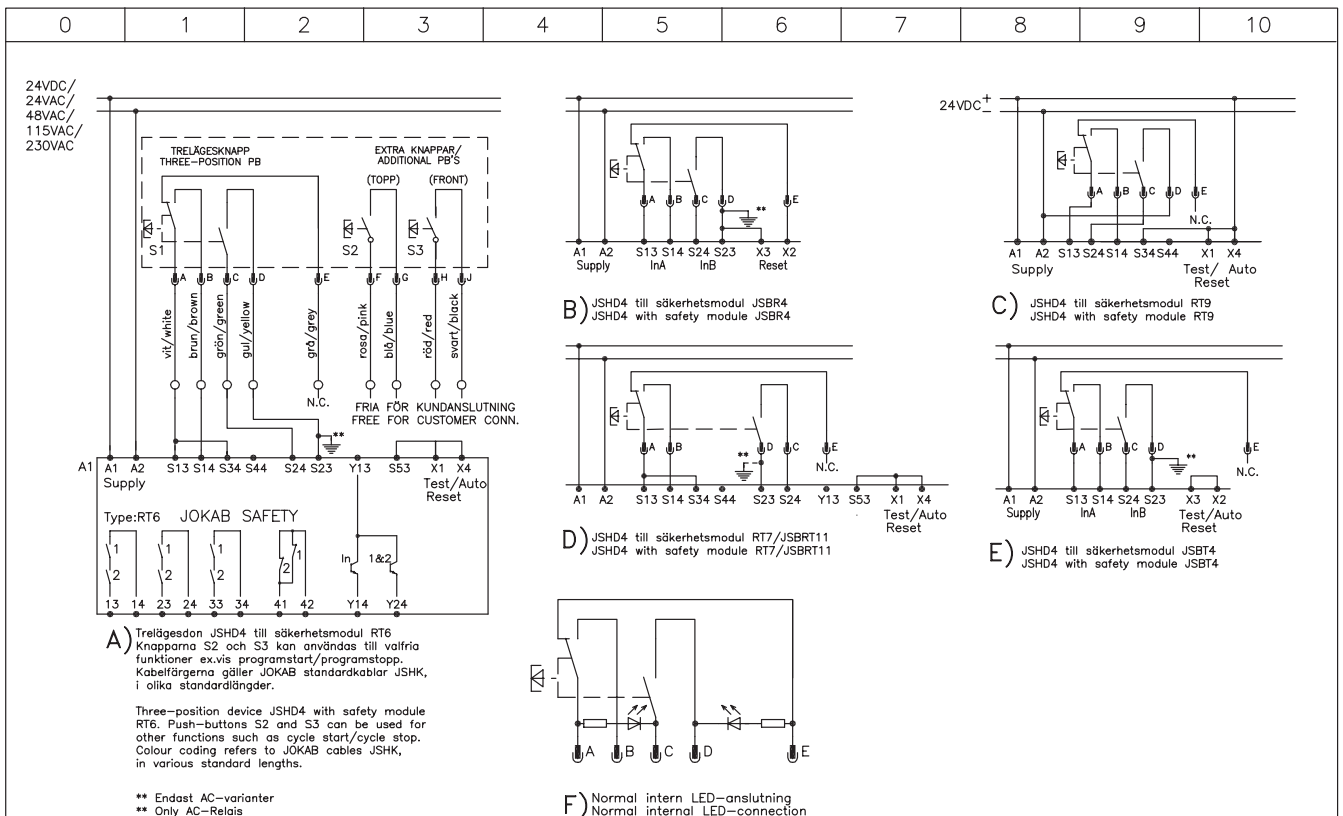 0 1 2 3 4 5 6 7 8 9 10
24VDC/
24VAC/
48VAC/
115VAC/
230VAC
TRELÄGESKNAPP
THREE-POSITION PB
EXTRA KNAPPAR/
ADDITIONAL PB'S
(TOPP) (FRONT)
S1 S2 S3
A B C D E F G H J
vit/white
brun/brown
grön/green
gul/yellow
grå/grey
rosa/pink
blå/blue
röd/red
svart/black
N.C.
FRIA FÖR KUNDANSLUTNING
FREE FOR CUSTOMER CONN.
**
A1 A1 A2 S13 S14 S34 S44 S24 S23 Y13 S53 X1 X4
Supply
Test/Auto
Reset
Type:RT6 JOKAB SAFETY
1 1 1 1
2 2 2 2
In 1&2
13 14 23 24 33 34 41 42 Y14 Y24
A) Trelägesdon JSHD4 till säkerhetsmodul RT6
Knapparna S2 och S3 kan användas till valfria
funktioner ex.vis programstart/programstopp.
Kabelfärgerna gäller JOKAB standardkablar JSHK,
i olika standardlängder.
Three-position device JSHD4 with safety module
RT6. Push-buttons S2 and S3 can be used for
other functions such as cycle start/cycle stop.
Colour coding refers to JOKAB cables JSHK,
in various standard lengths.
** Endast AC-varianter
** Only AC-Relais
A B C D E
**
A1 A2 S13 S14 S24 S23 X3 X2
Supply InA InB Reset
B) JSHD4 till säkerhetsmodul JSBR4
JSHD4 with safety module JSBR4
24VDC + -
A B C D E
N.C.
A1 A2 S13 S24 S14 S34 S44 X1 X4
Supply
Test/ Auto
Reset
C) JSHD4 till säkerhetsmodul RT9
JSHD4 with safety module RT9
A B D C E
**
N.C.
A1 A2 S13 S14 S34 S44 S23 S24 Y13 S53 X1 X4
Test/Auto
Reset
D) JSHD4 till säkerhetsmodul RT7/JSBRT11
JSHD4 with safety module RT7/JSBRT11
A B C D E
**
N.C.
A1 A2 S13 S14 S24 S23 X3 X2
Supply InA InB Test/Auto
Reset
E) JSHD4 till säkerhetsmodul JSBT4
JSHD4 with safety module JSBT4
A B C D E
F) Normal intern LED-anslutning
Normal internal LED-connection